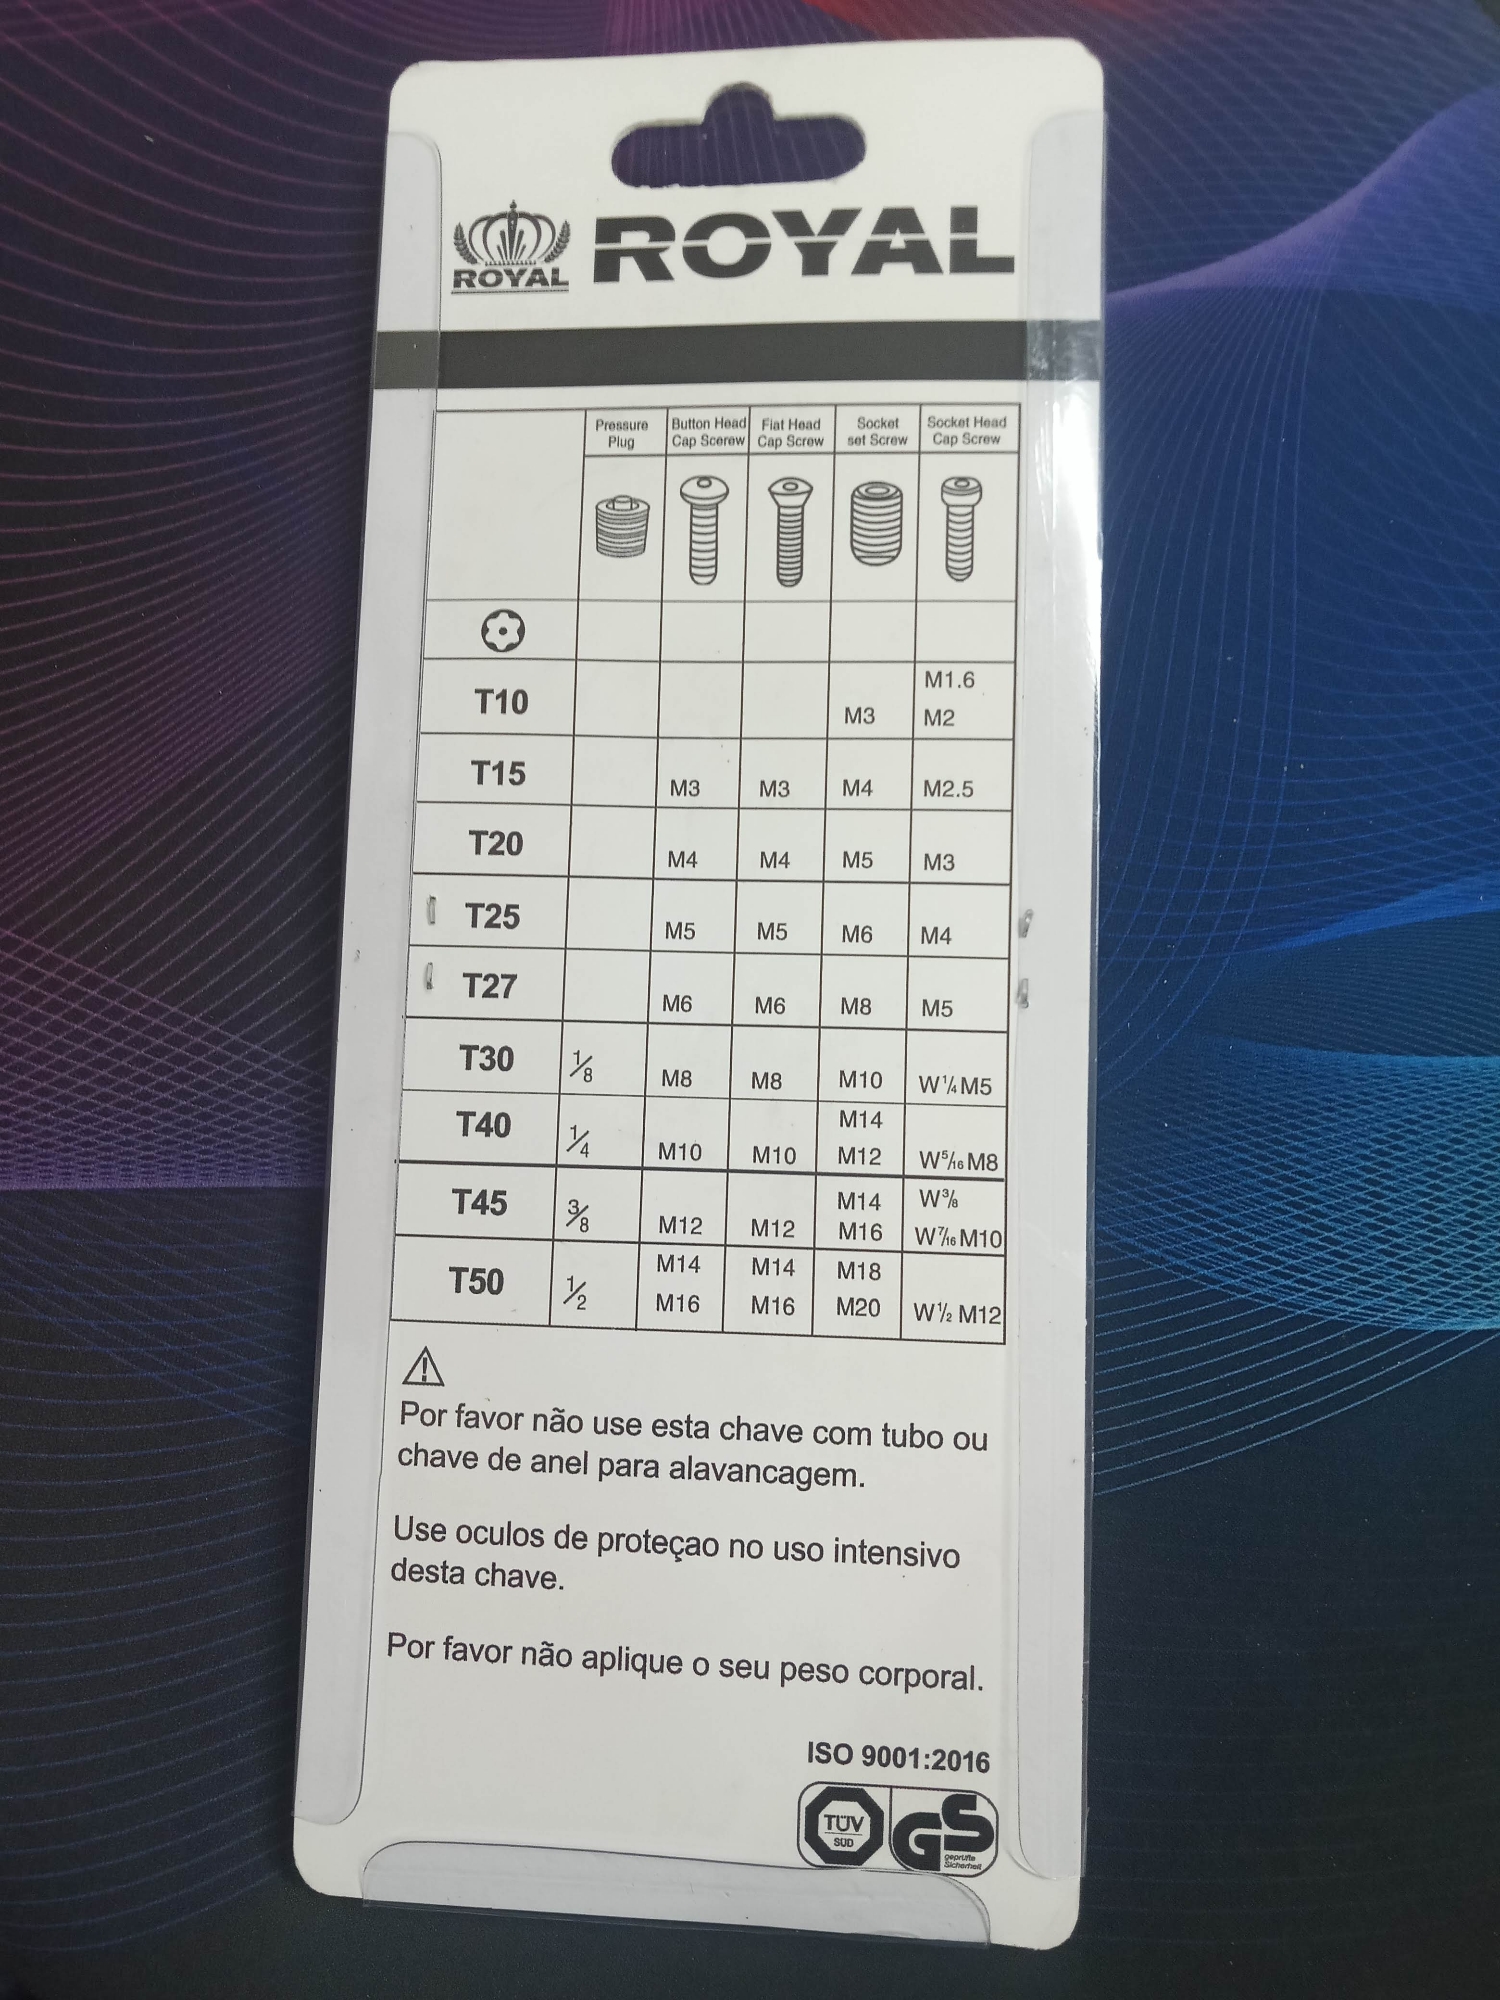 ROYAL
ROYAL
Pressure Plug Button Head Cap Scerew Fiat Head Cap Screw Socket set Screw Socket Head Cap Screw
T10 M3 M1.6 M2
T15 M3 M3 M4 M2.5
T20 M4 M4 M5 M3
T25 M5 M5 M6 M4
T27 M6 M6 M8 M5
T30 1/8 M8 M8 M10 W1/4 M5
T40 1/4 M10 M10 M14 M12 W5/16 M8
T45 3/8 M12 M12 M14 M16 W3/8 W7/16 M10
T50 1/2 M14 M16 M14 M16 M18 M20 W1/2 M12
Por favor não use esta chave com tubo ou
chave de anel para alavancagem.
Use oculos de proteçao no uso intensivo
desta chave.
Por favor não aplique o seu peso corporal.
ISO 9001:2016
TÜV
SÜD
GS
geprüfte
Sicherheit